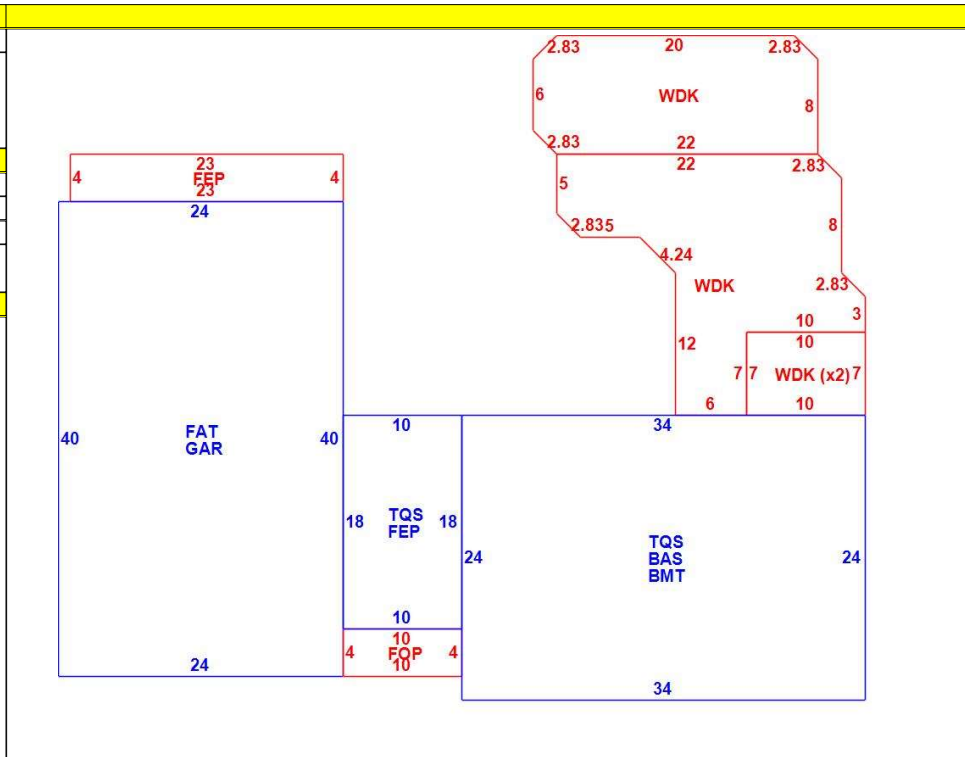 2.83 20 2.83
6 WDK 8
2.83 22
22 2.83
23
4 FEP 4
23
5
24
2.835 8
4.24
WDK 2.83
10 3
10
12
7 7 WDK (x2) 7
6 10
10 34
40 FAT 40
GAR
18 TQS 18
FEP
24 TQS 24
BAS
BMT
10
10
4 FOP 4
10
24
34